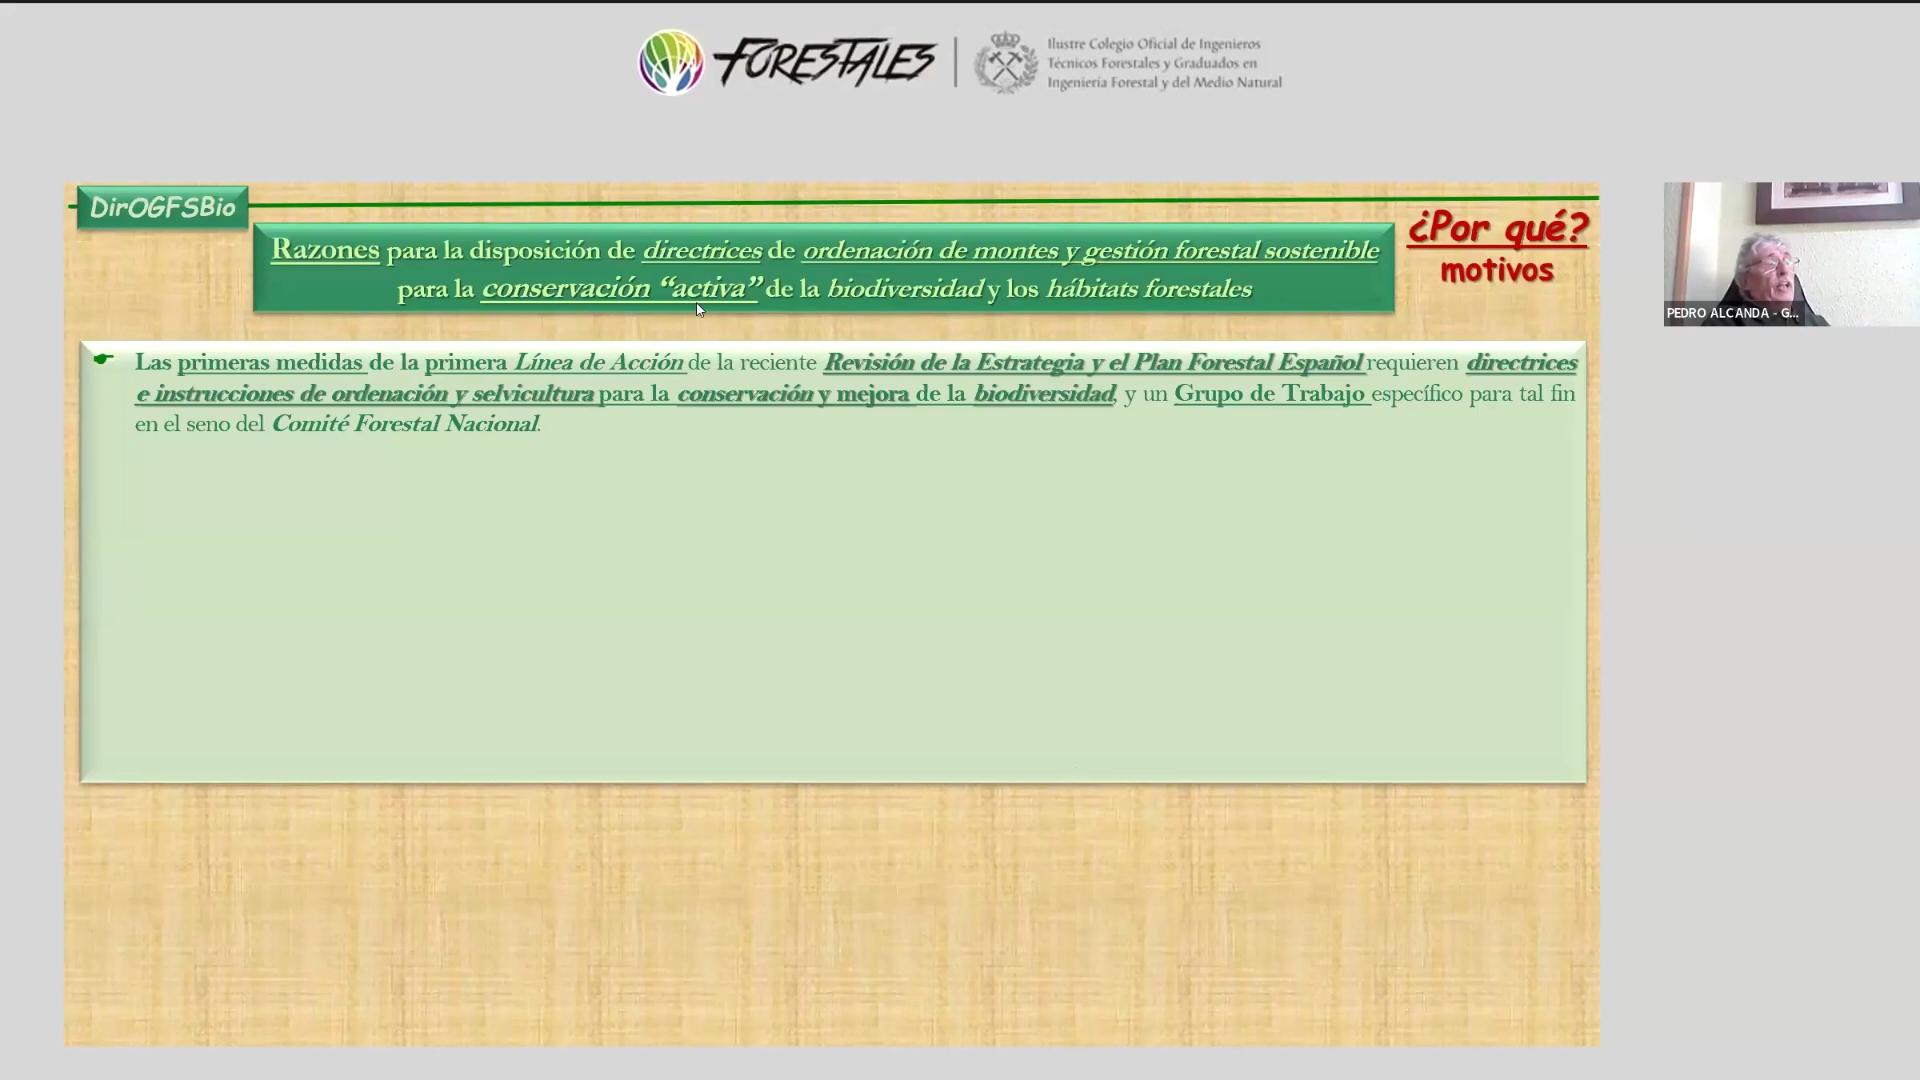 FORESTALES
Ilustre Colegio Oficial de Ingenieros
Técnicos Forestales y Graduados en
Ingeniería Forestal y del Medio Natural
DirOGFSBio
Razones para la disposición de directrices de ordenación de montes y gestión forestal sostenible
para la conservación “activa” de la biodiversidad y los hábitats forestales
¿Por qué?
motivos
PEDRO ALCANDA - G...
Las primeras medidas de la primera Línea de Acción de la reciente Revisión de la Estrategia y el Plan Forestal Español requieren directrices
e instrucciones de ordenación y selvicultura para la conservación y mejora de la biodiversidad, y un Grupo de Trabajo específico para tal fin
en el seno del Comité Forestal Nacional.